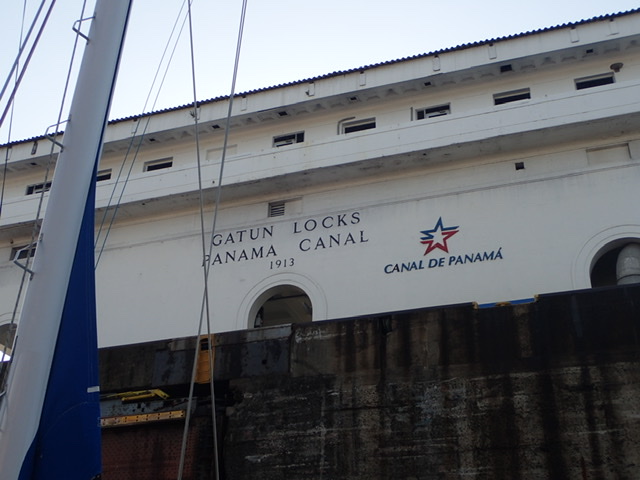 GATUN LOCKS
PANAMA CANAL
1913
CANAL DE PANAMÁ